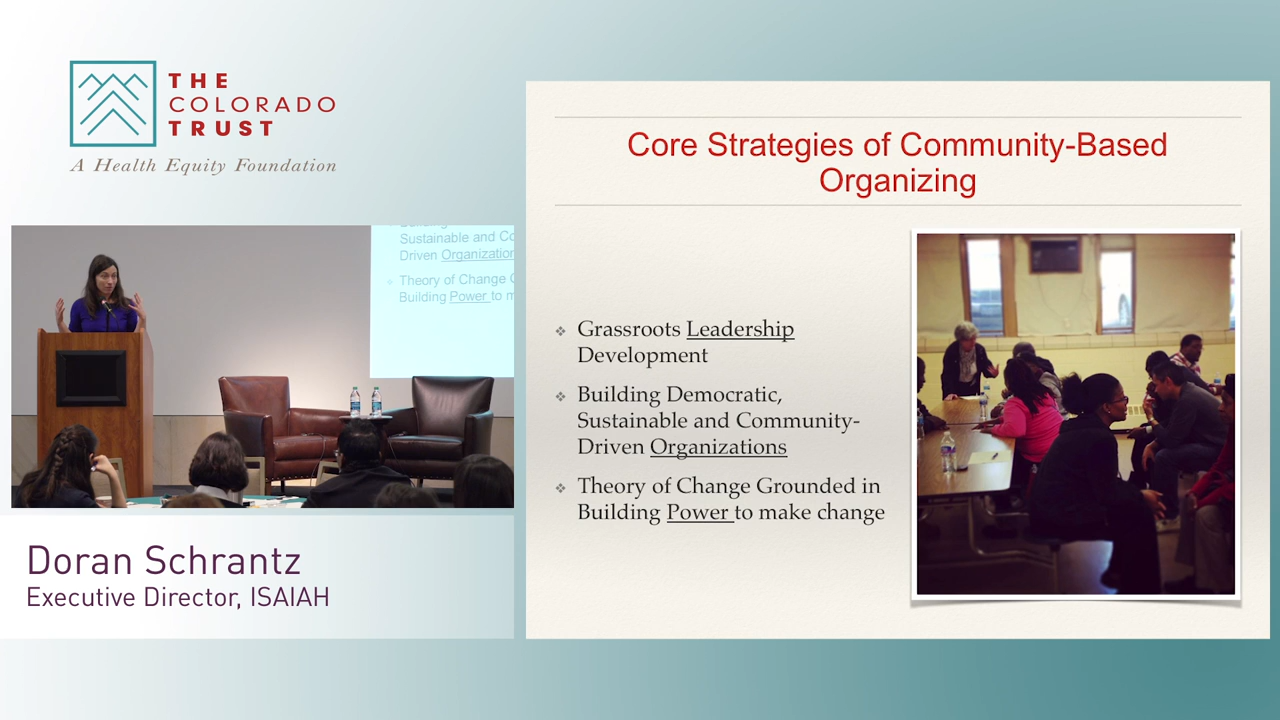 THE
COLORADO
TRUST
A Health Equity Foundation
Sustainable and Co
Driven Organization
Theory of Change
Building Power to m
Doran Schrantz
Executive Director, ISAIAH
Core Strategies of Community-Based
Organizing
❖ Grassroots Leadership
Development
❖ Building Democratic,
Sustainable and Community-
Driven Organizations
❖ Theory of Change Grounded in
Building Power to make change